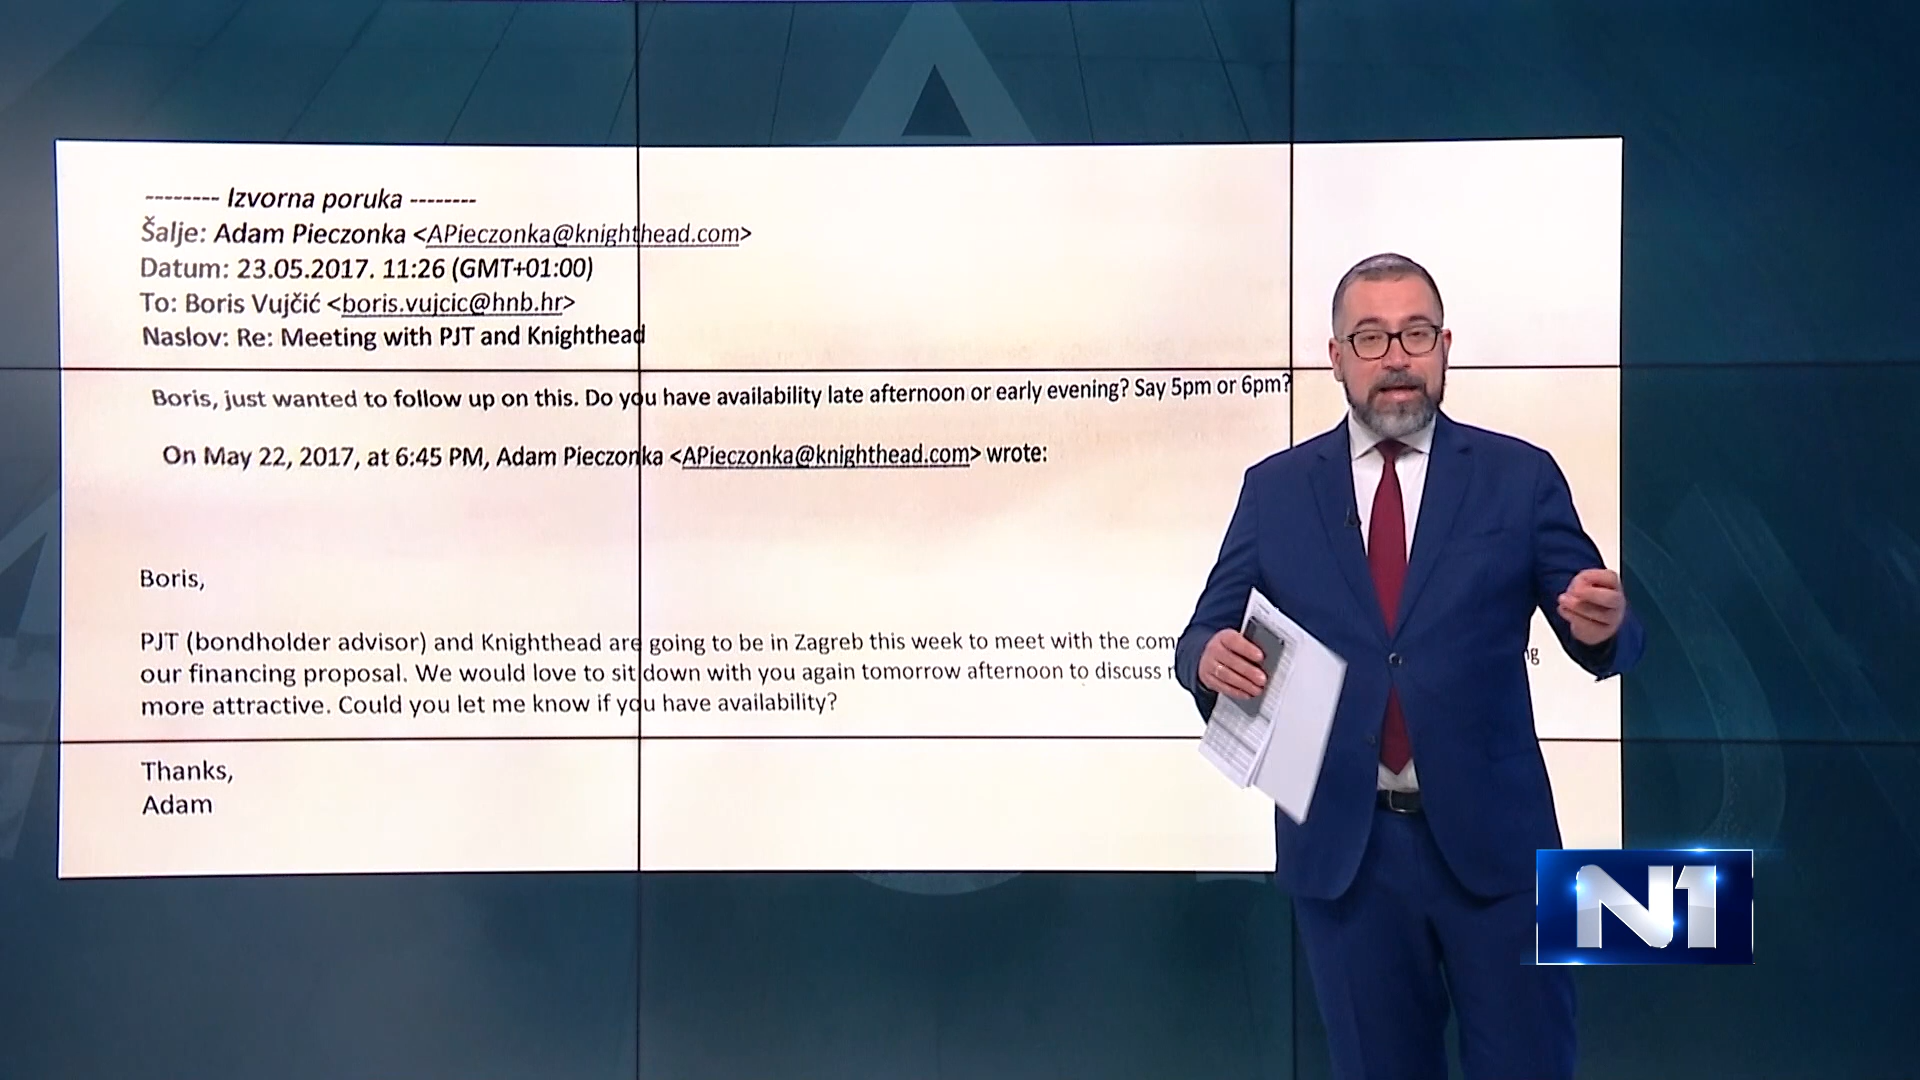 -------- Izvorna poruka --------
Šalje: Adam Pieczonka <APieczonka@knighthead.com>
Datum: 23.05.2017. 11:26 (GMT+01:00)
To: Boris Vujčić <boris.vujcic@hnb.hr>
Naslov: Re: Meeting with PJT and Knighthead
Boris, just wanted to follow up on this. Do you have availability late afternoon or early evening? Say 5pm or 6pm?
On May 22, 2017, at 6:45 PM, Adam Pieczonka <APieczonka@knighthead.com> wrote:
Boris,
PJT (bondholder advisor) and Knighthead are going to be in Zagreb this week to meet with the
our financing proposal. We would love to sit down with you again tomorrow afternoon to discuss
more attractive. Could you let me know if you have availability?
Thanks,
Adam
N1